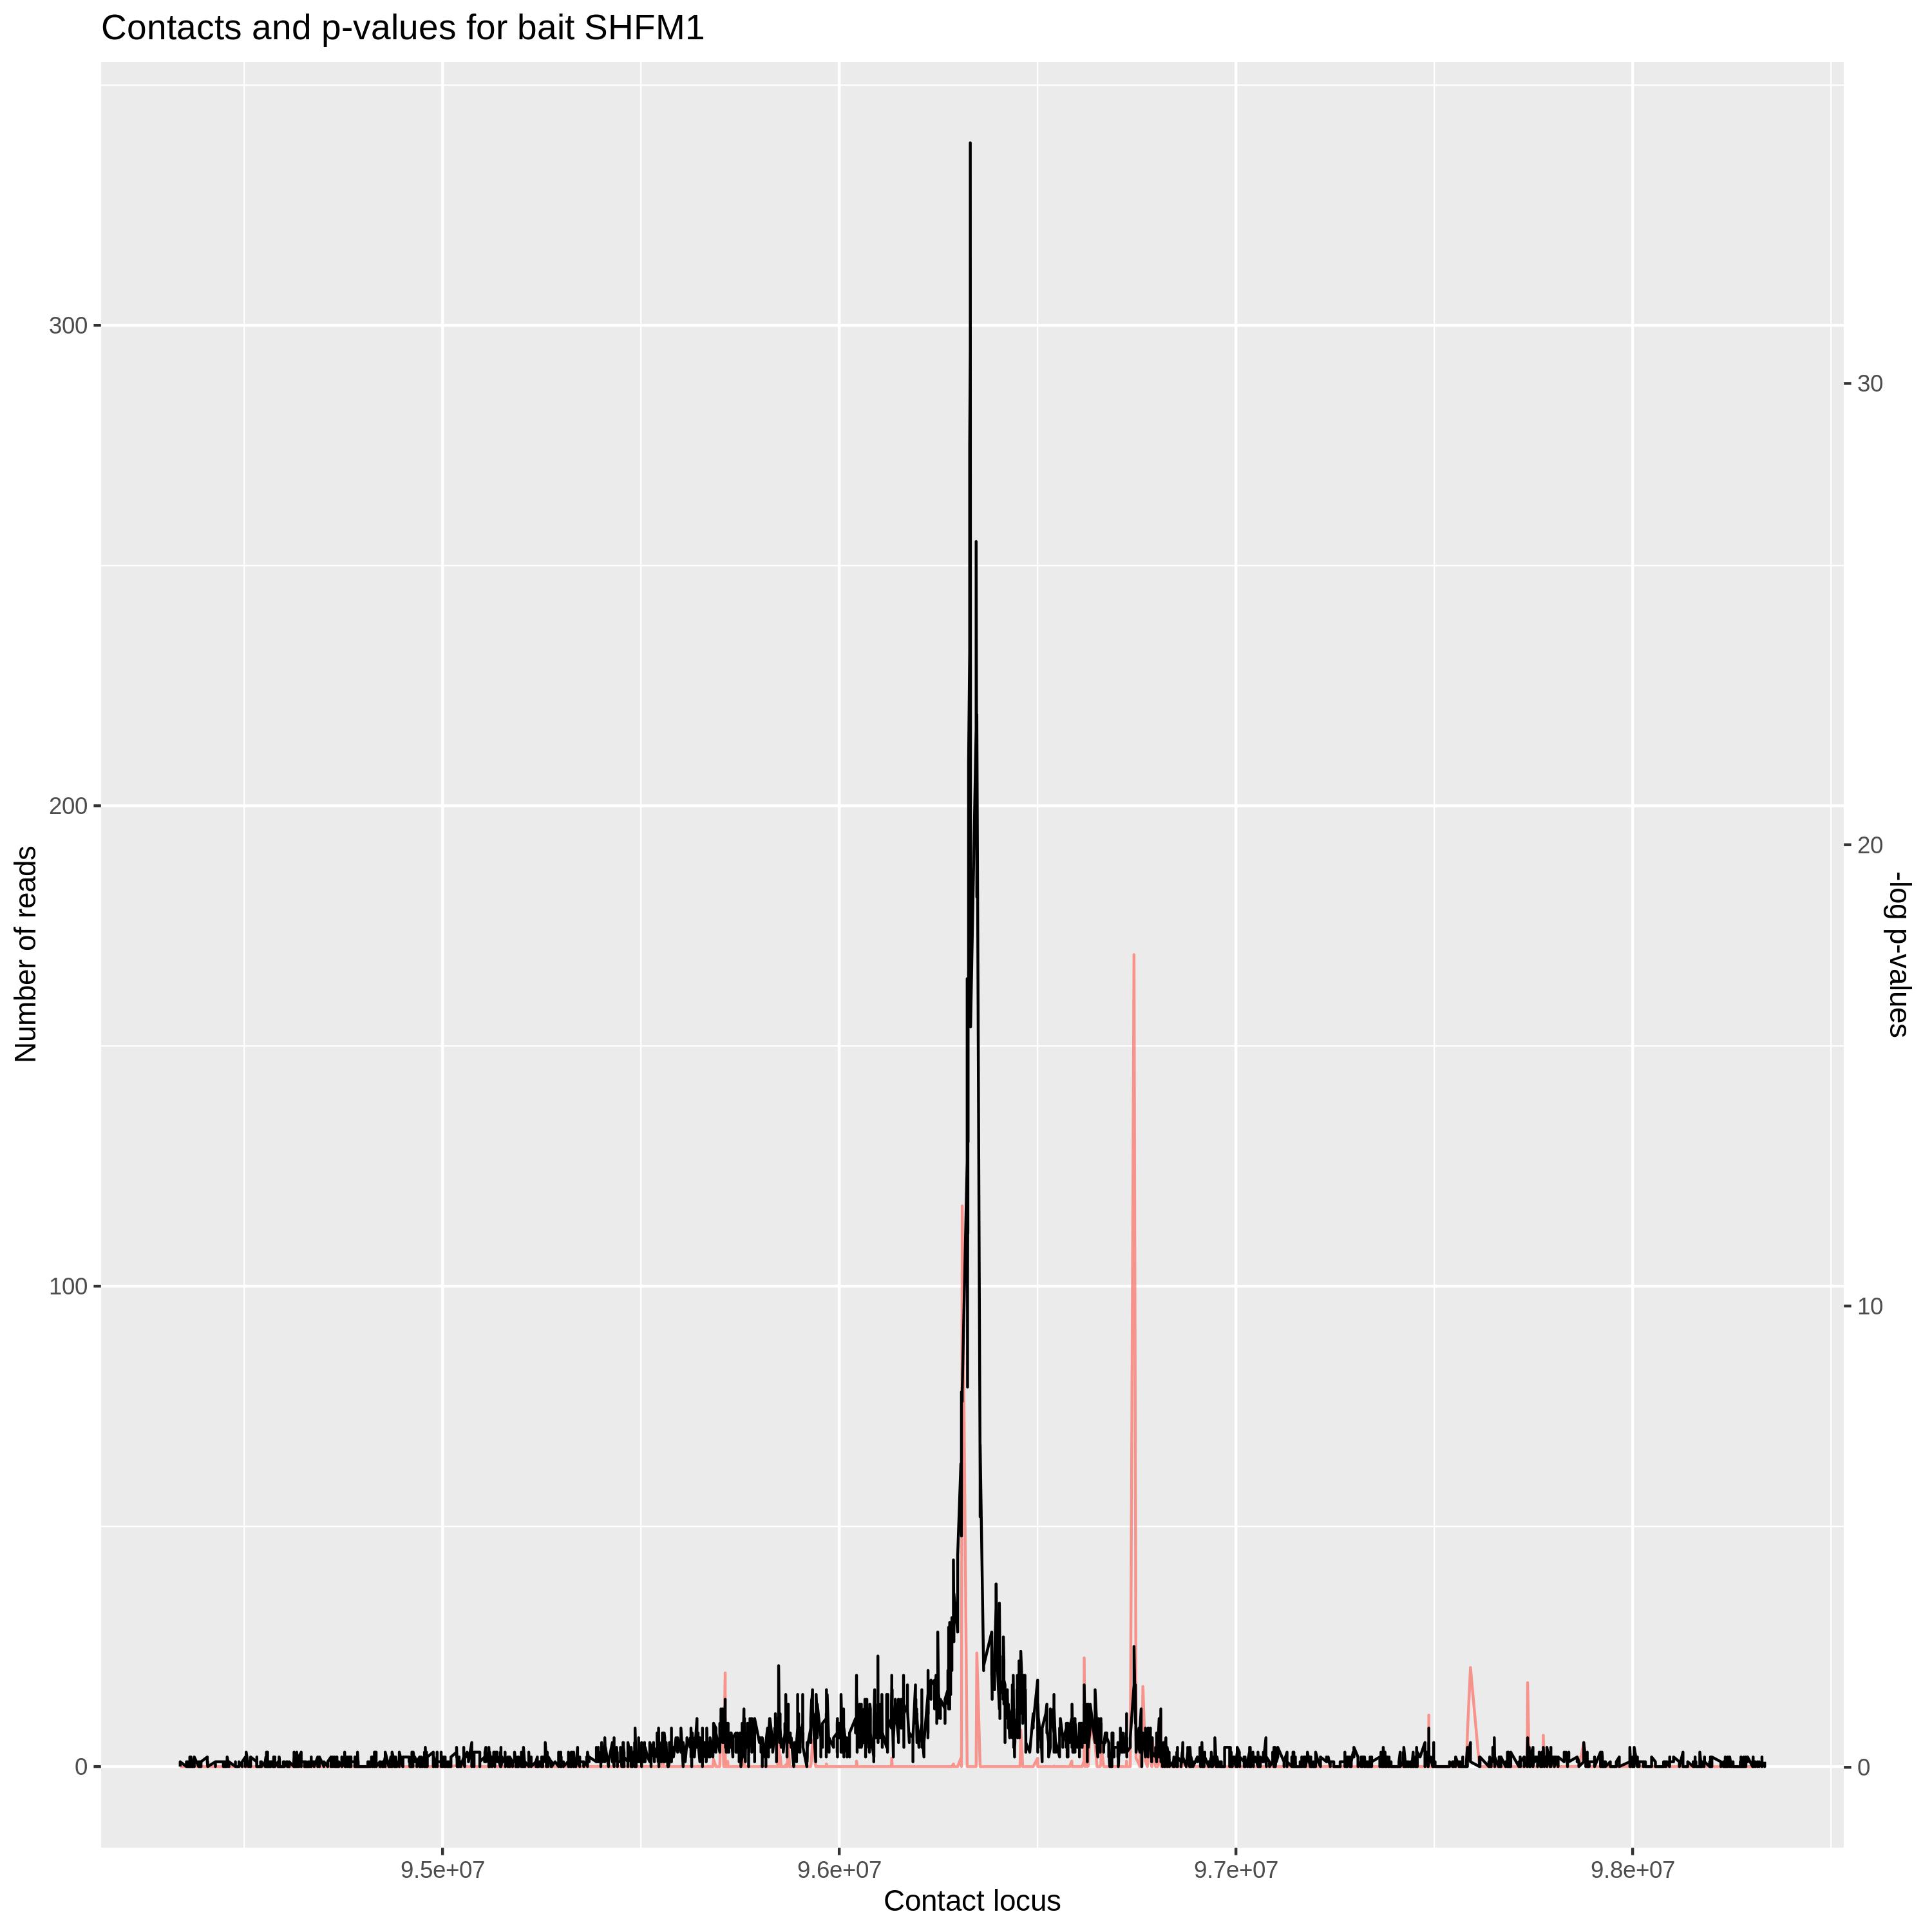 Contacts and p-values for bait SHFM1
300
200
100
0
Number of reads
30
20
10
0
-log p-values
9.5e+07
9.6e+07
9.7e+07
9.8e+07
Contact locus